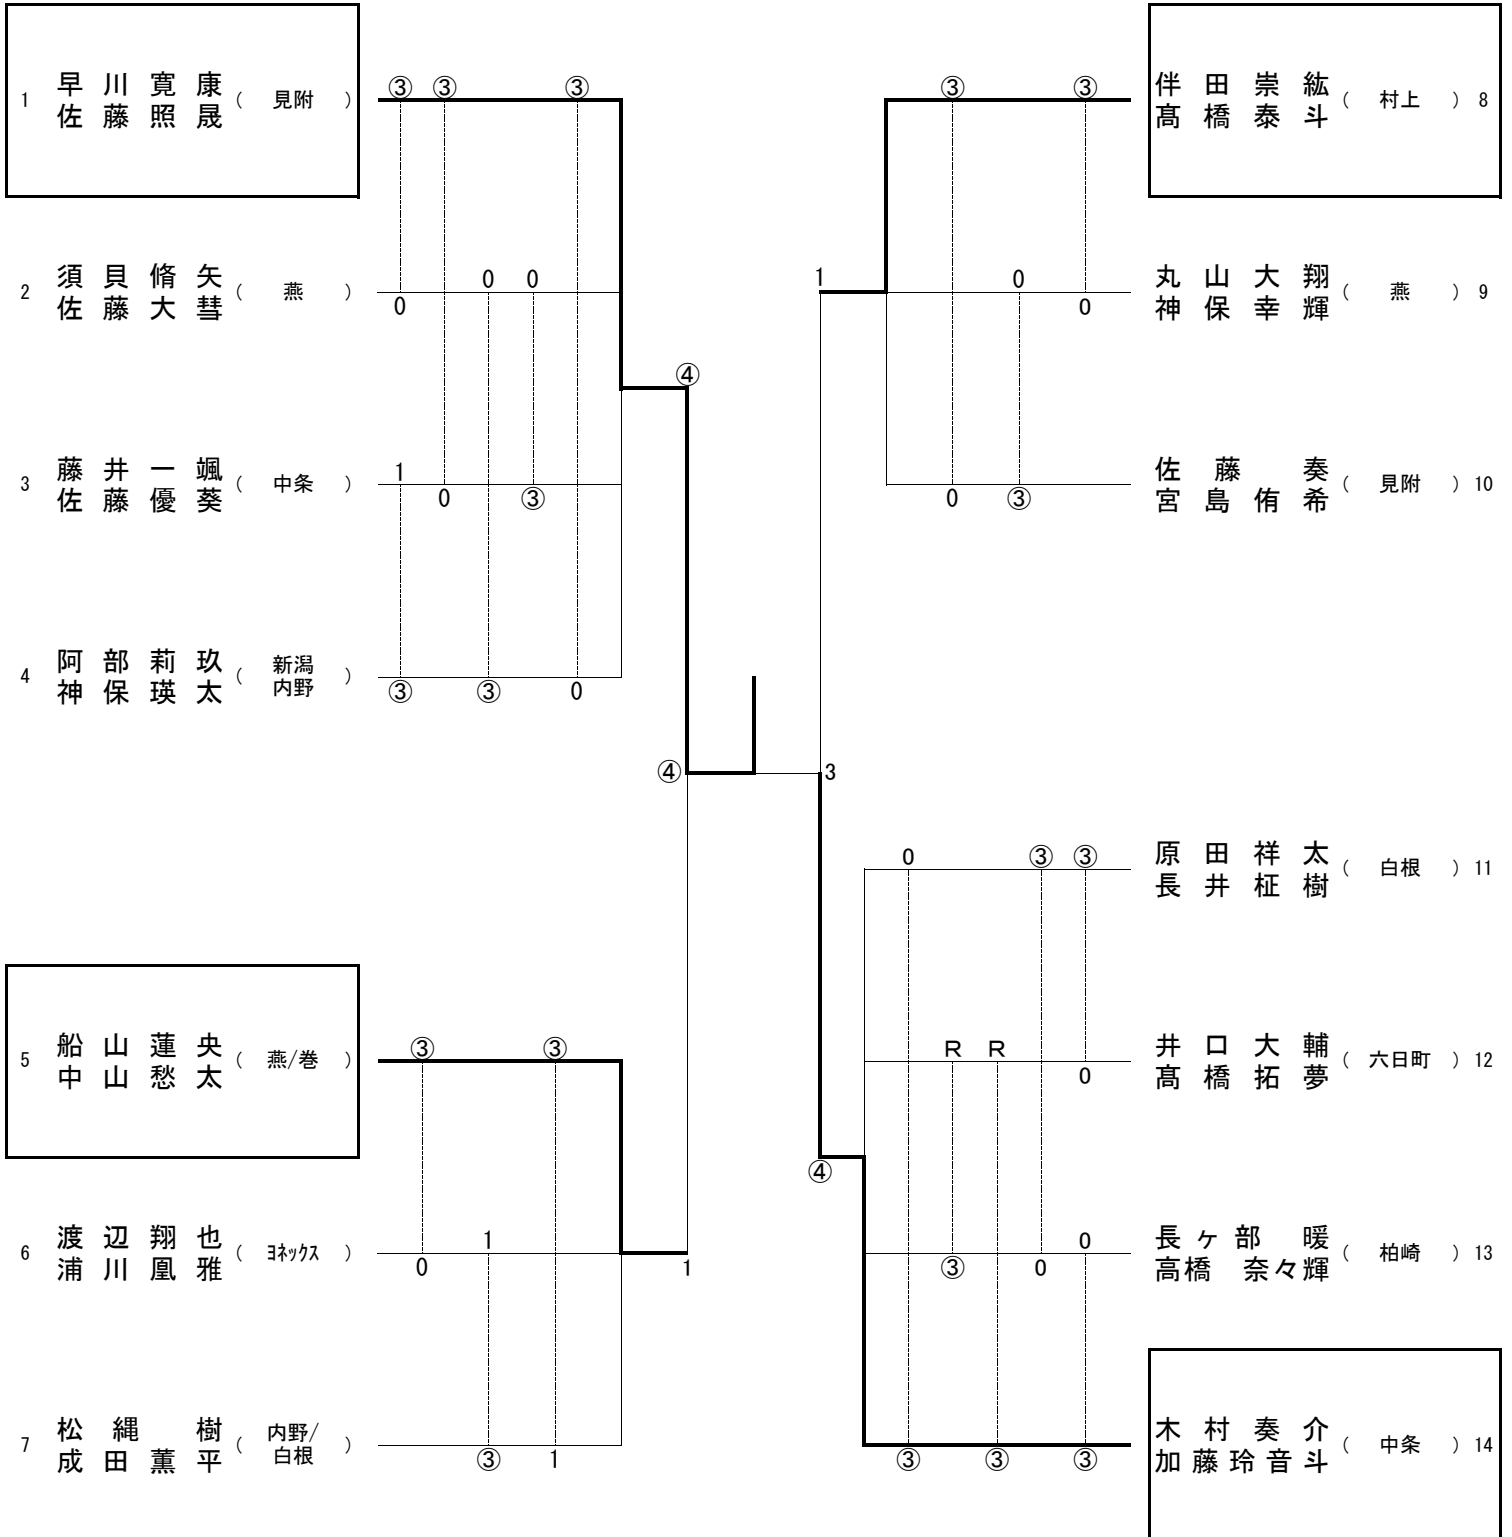 1 早川寛康 佐藤照晟 （ 見附 ）
③ ③ ③
2 須貝脩矢 佐藤大彗 （ 燕 ）
0 0
0
④
3 藤井一颯 佐藤優葵 （ 中条 ）
1
0 ③
4 阿部莉玖 神保瑛太 （ 新潟 内野 ）
③ ③ 0
④
5 船山蓮央 中山愁太 （ 燕/巻 ）
③ ③
6 渡辺翔也 浦川凰雅 （ ﾖﾈｯｸｽ ）
1
0
1
7 松縄樹 成田薫平 （ 内野/ 白根 ）
③ 1
③ ③
伴田崇紘 髙橋泰斗 （ 村上 ） 8
1
0
0
丸山大翔 神保幸輝 （ 燕 ） 9
0 ③
佐藤奏 宮島侑希 （ 見附 ） 10
3
0 ③ ③
原田祥太 長井柾樹 （ 白根 ） 11
R R
0
井口大輔 髙橋拓夢 （ 六日町 ） 12
④
0
③ 0
長ヶ部暖 高橋奈々輝 （ 柏崎 ） 13
③ ③ ③
木村奏介 加藤玲音斗 （ 中条 ） 14